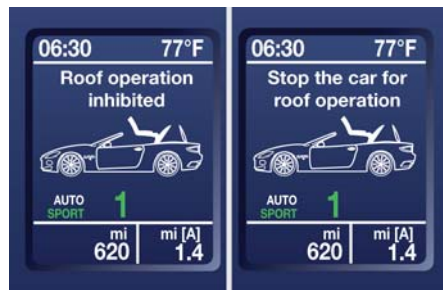 06:30 77°F
Roof operation
inhibited
AUTO
SPORT 1
mi mi [A]
620 1.4
06:30 77°F
Stop the car for
roof operation
AUTO
SPORT 1
mi mi [A]
620 1.4